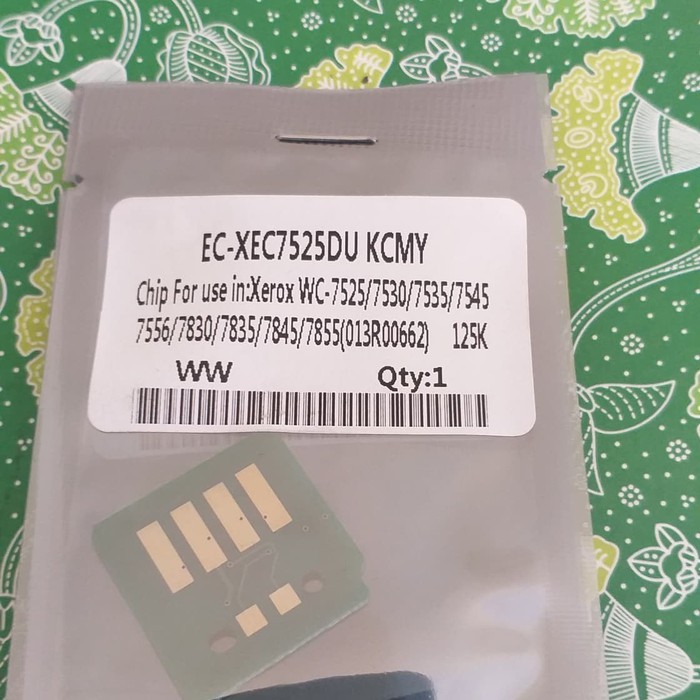 EC-XEC7525DU KCMY
Chip For use in:Xerox WC-7525/7530/7535/7545
7556/7830/7835/7845/7855(013R00662) 125K
WW Qty:1